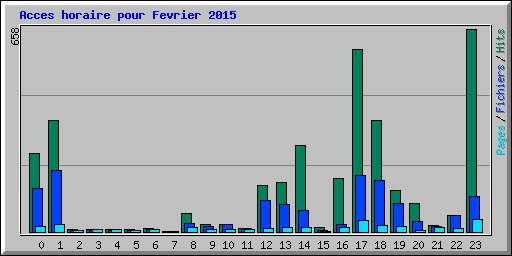 Acces horaire pour Fevrier 2015
658
Pages / Fichiers / Hits
0 1 2 3 4 5 6 7 8 9 10 11 12 13 14 15 16 17 18 19 20 21 22 23